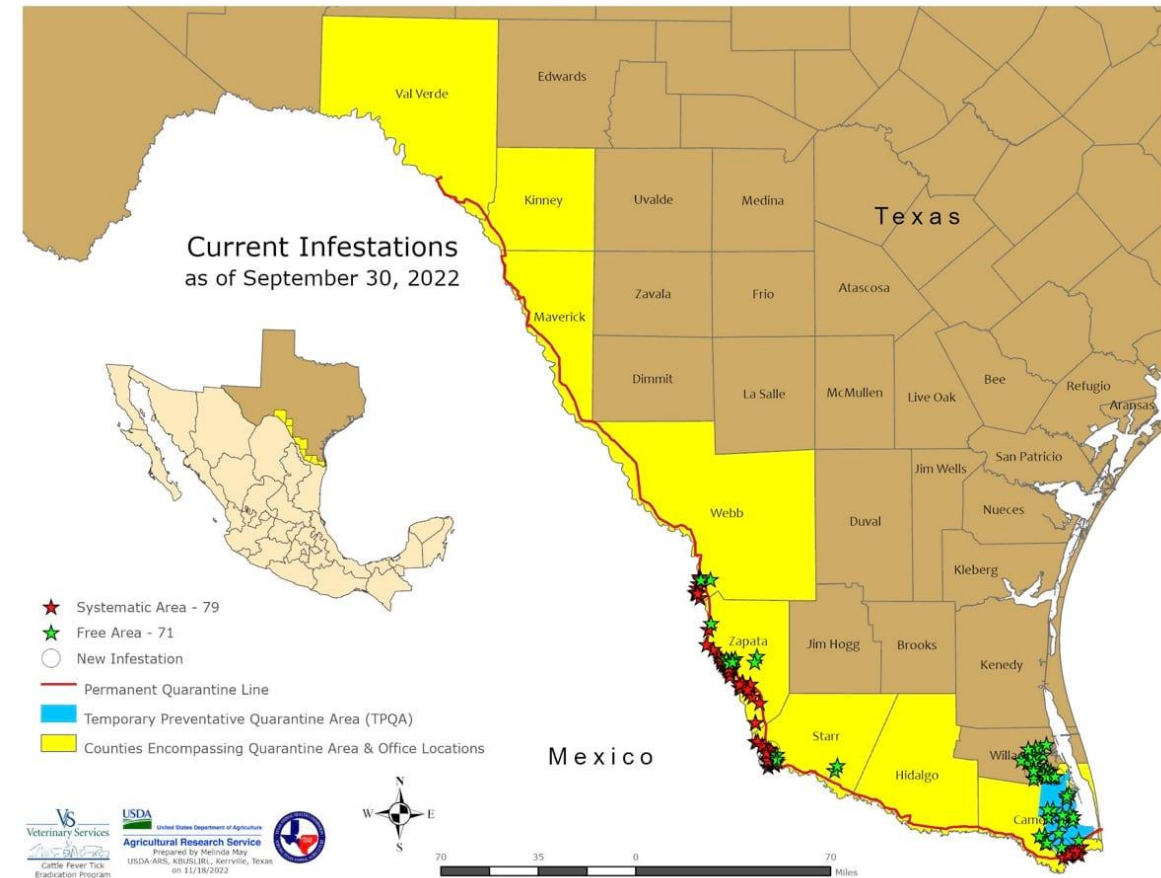 Val Verde
Edwards
Kinney
Uvalde
Medina
Texas
Current Infestations
as of September 30, 2022
Maverick
Zavala
Frio
Atascosa
Dimmit
La Salle
McMullen
Live Oak
Bee
Refugio
Aransas
San Patricio
Jim Wells
Webb
Duval
Nueces
Kleberg
Zapata
Jim Hogg
Brooks
Kenedy
Systematic Area - 79
Free Area - 71
New Infestation
Permanent Quarantine Line
Temporary Preventative Quarantine Area (TPQA)
Counties Encompassing Quarantine Area & Office Locations
Mexico
Starr
Hidalgo
N
W E
S
VS
Veterinary Services
Cattle Fever Tick
Eradication Program
USDA
United States Department of Agriculture
Agricultural Research Service
Prepared by Melinda May
USDA-ARS, KBUSLIRL, Kerrville, Texas
on 11/18/2022
70 35 0 70
Miles